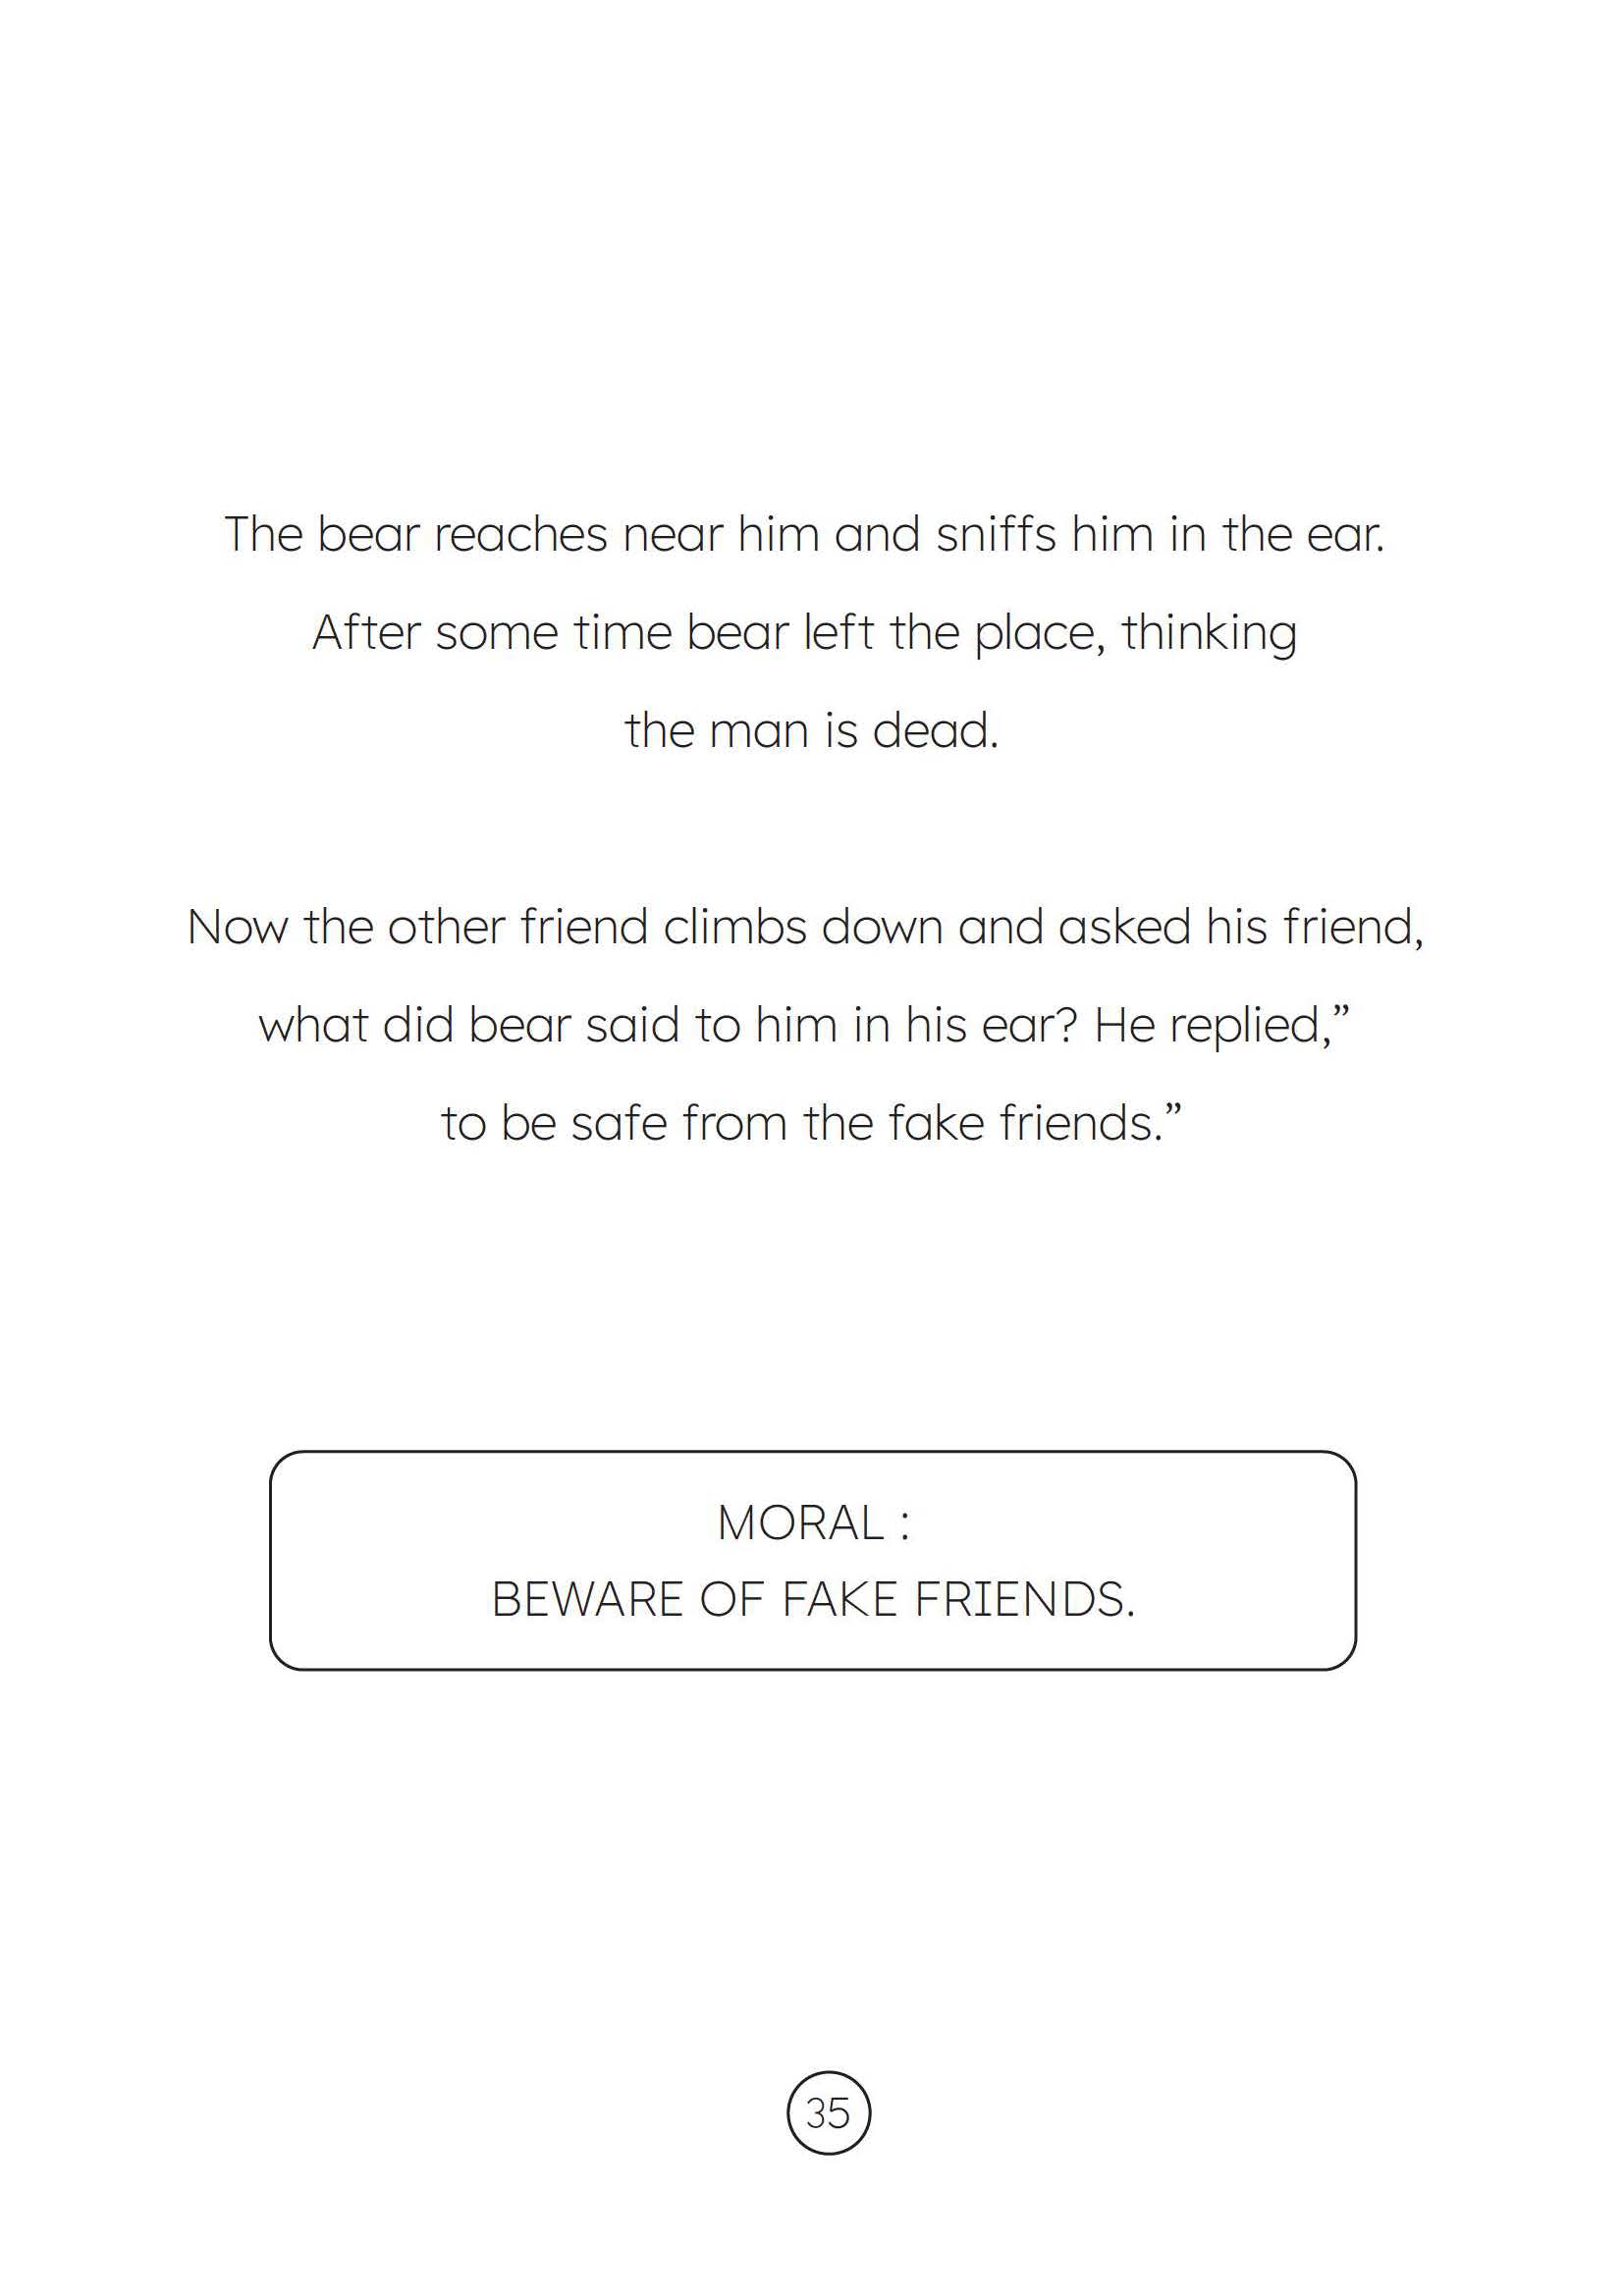 The bear reaches near him and sniffs him in the ear.
After some time bear left the place, thinking
the man is dead.
Now the other friend climbs down and asked his friend,
what did bear said to him in his ear? He replied,”
to be safe from the fake friends.”
MORAL :
BEWARE OF FAKE FRIENDS.
35